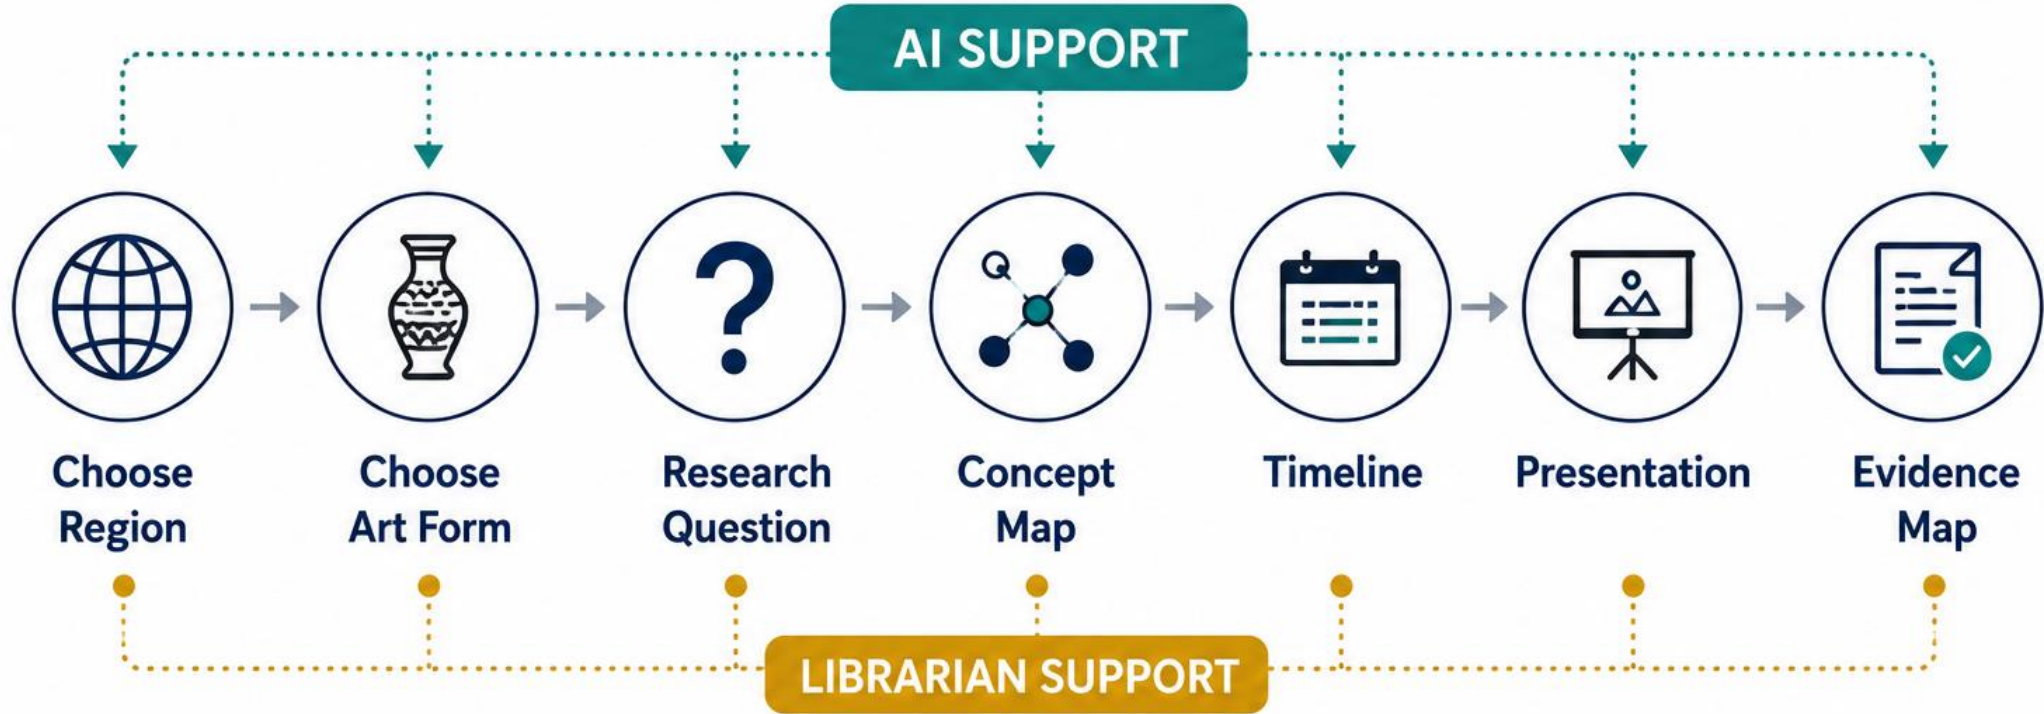 AI SUPPORT
Choose
Region
Choose
Art Form
Research
Question
Concept
Map
Timeline
Presentation
Evidence
Map
LIBRARIAN SUPPORT